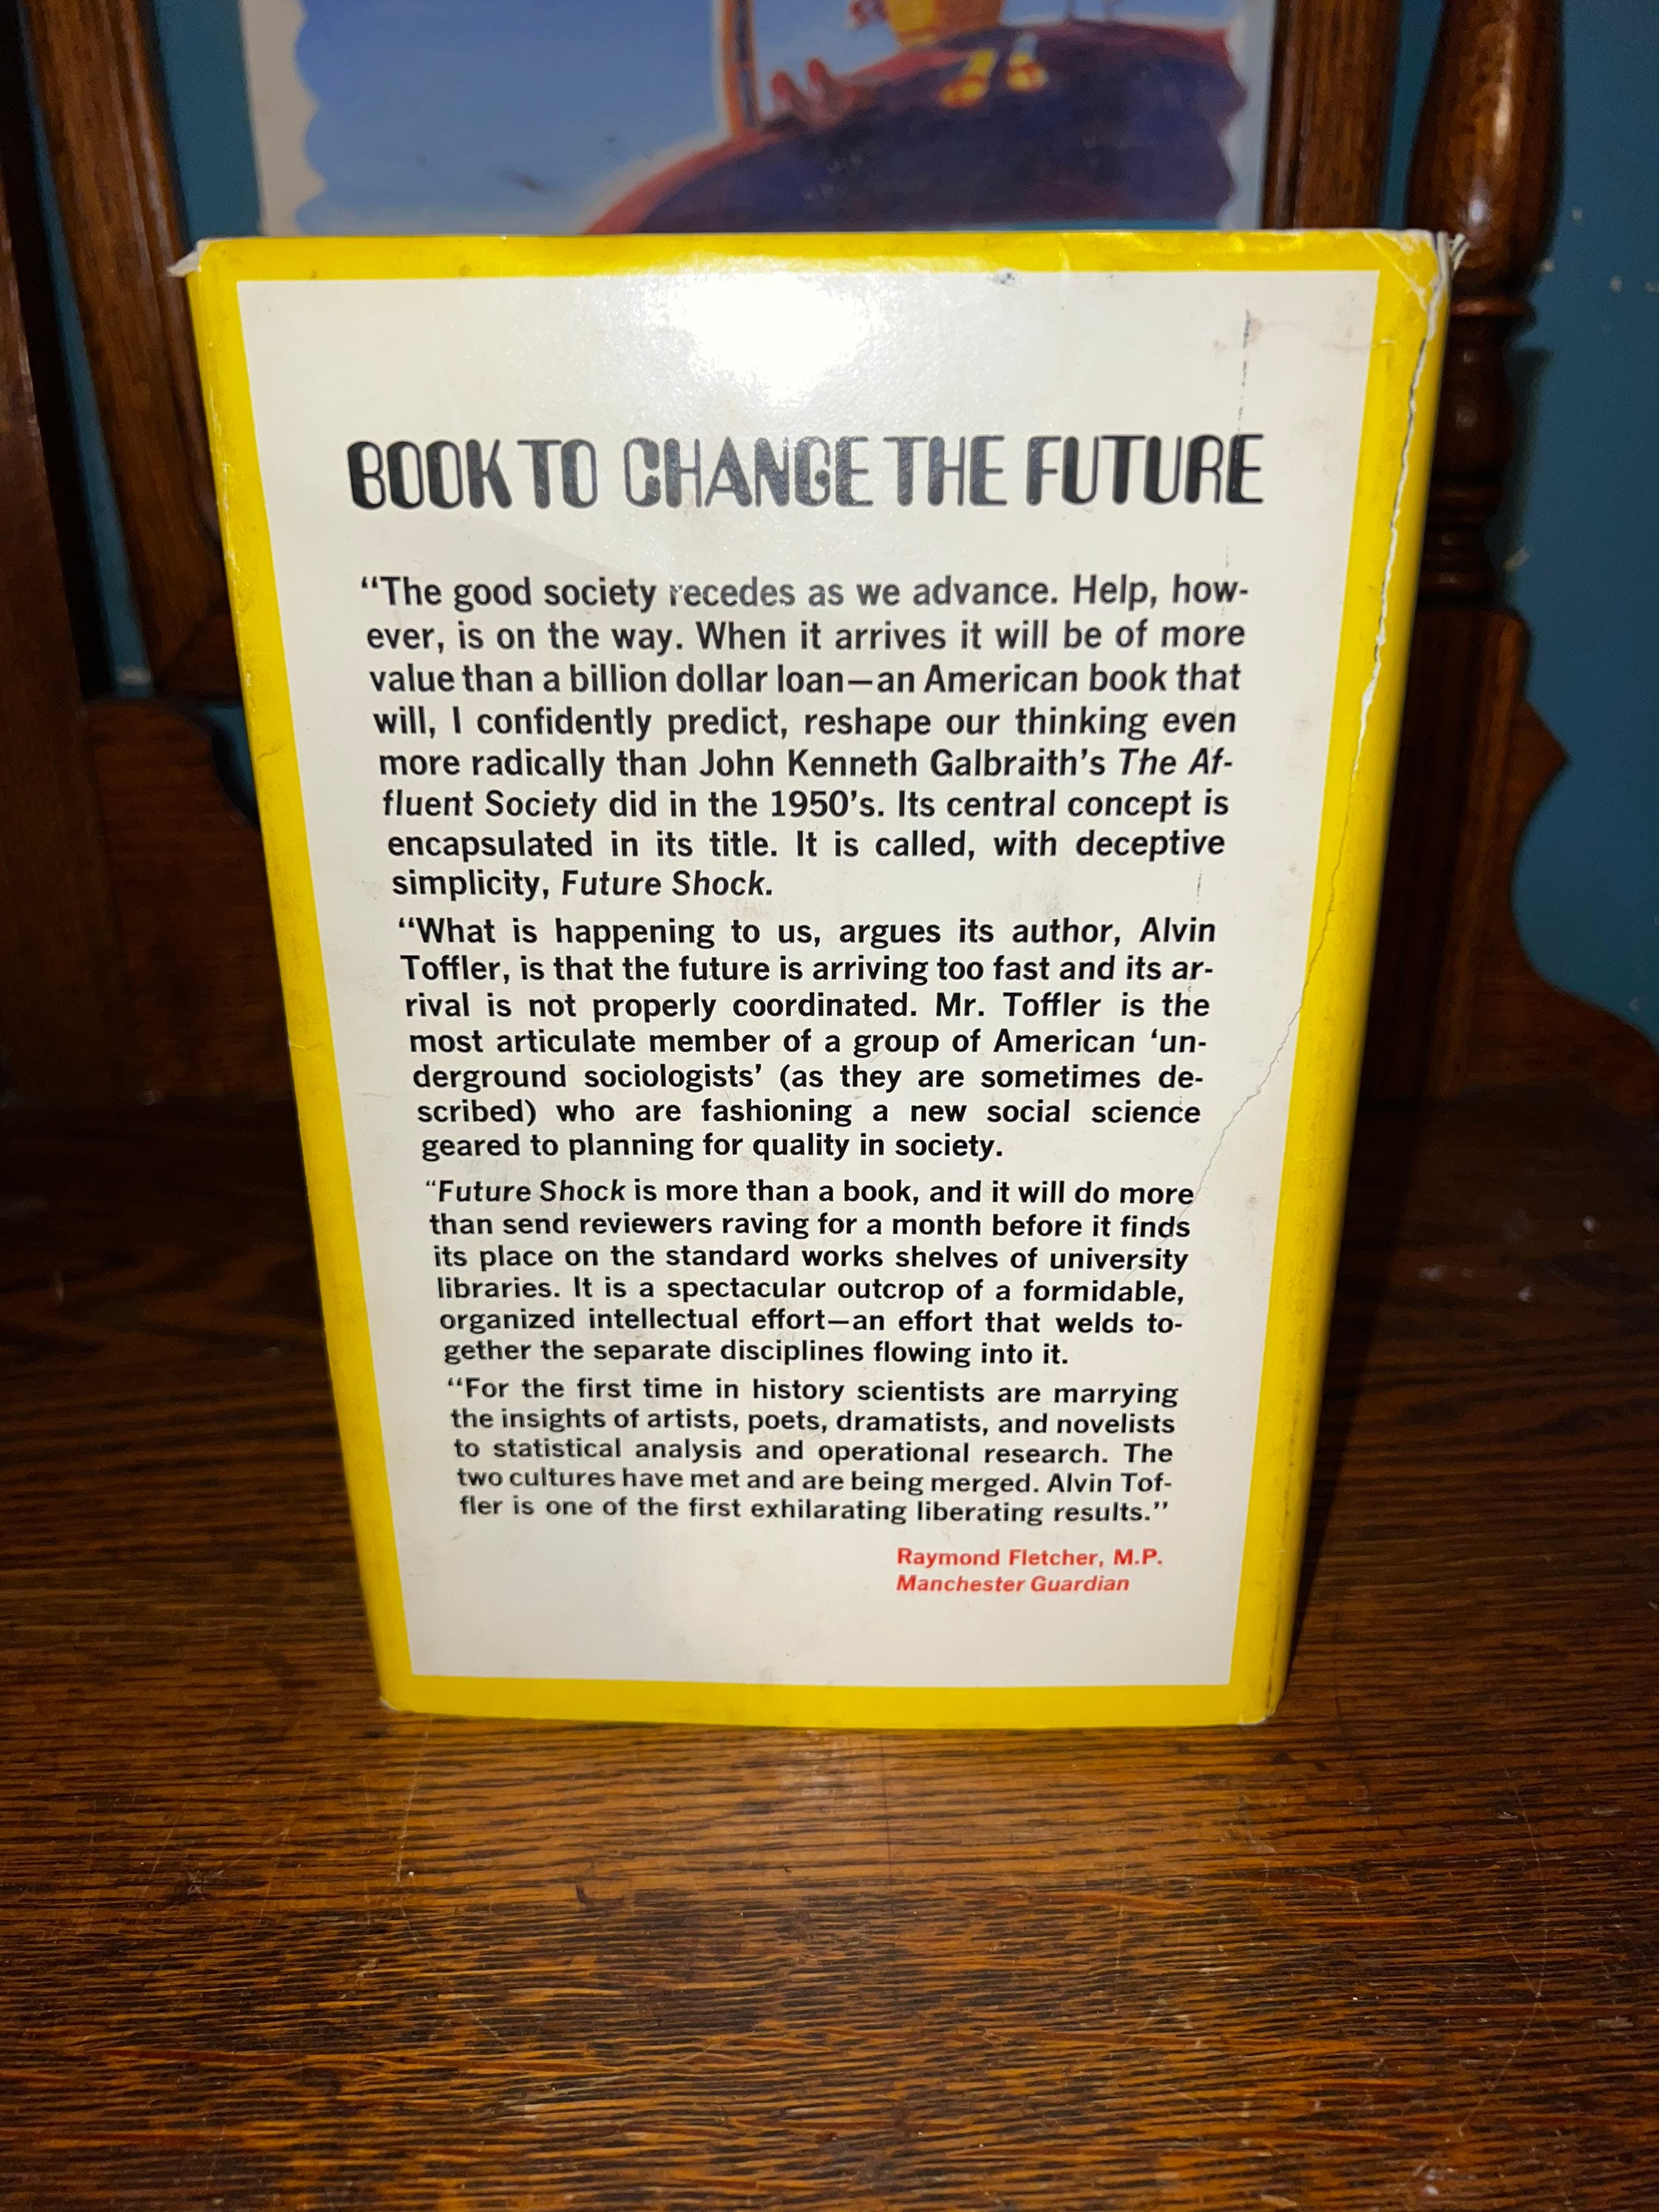 BOOK TO CHANGE THE FUTURE
“The good society recedes as we advance. Help, how-
ever, is on the way. When it arrives it will be of more
value than a billion dollar loan—an American book that
will, I confidently predict, reshape our thinking even
more radically than John Kenneth Galbraith’s The Af-
fluent Society did in the 1950’s. Its central concept is
encapsulated in its title. It is called, with deceptive
simplicity, Future Shock.
“What is happening to us, argues its author, Alvin
Toffler, is that the future is arriving too fast and its ar-
rival is not properly coordinated. Mr. Toffler is the
most articulate member of a group of American ‘un-
derground sociologists’ (as they are sometimes de-
scribed) who are fashioning a new social science
geared to planning for quality in society.
“Future Shock is more than a book, and it will do more
than send reviewers raving for a month before it finds
its place on the standard works shelves of university
libraries. It is a spectacular outcrop of a formidable,
organized intellectual effort—an effort that welds to-
gether the separate disciplines flowing into it.
“For the first time in history scientists are marrying
the insights of artists, poets, dramatists, and novelists
to statistical analysis and operational research. The
two cultures have met and are being merged. Alvin Tof-
fler is one of the first exhilarating liberating results.”
Raymond Fletcher, M.P.
Manchester Guardian